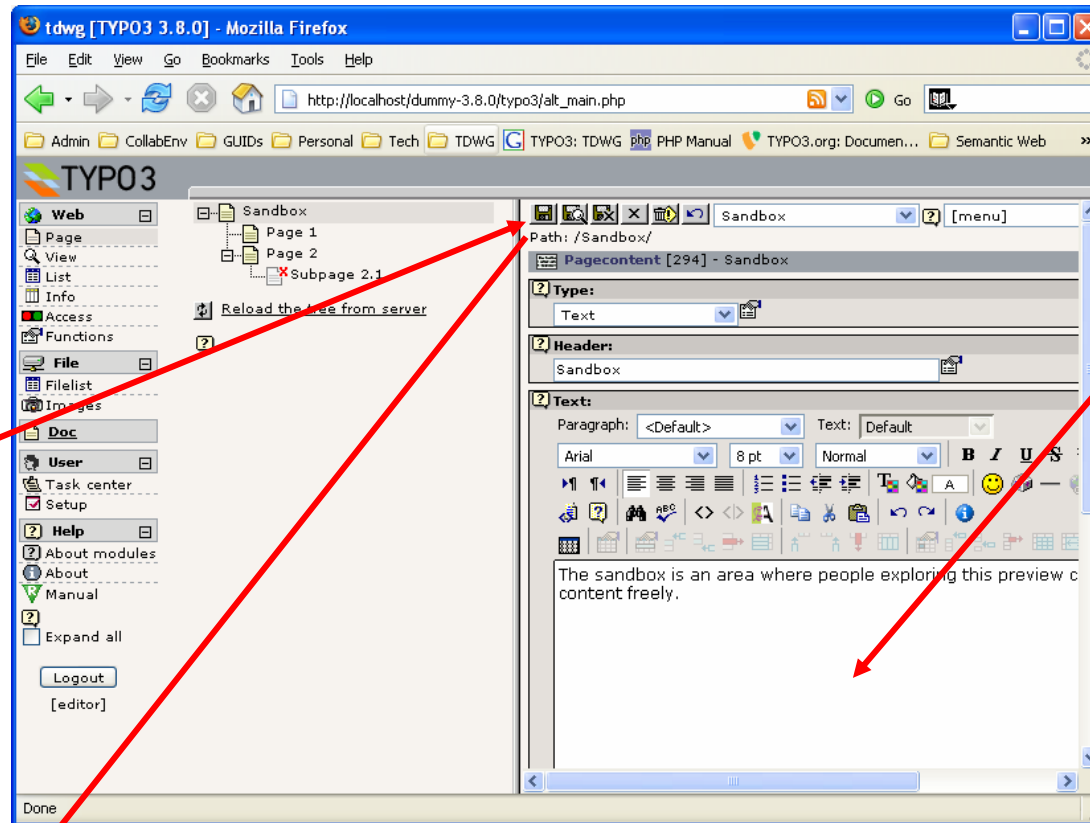 tdwg [TYPO3 3.8.0] - Mozilla Firefox
File Edit View Go Bookmarks Tools Help
http://localhost/dummy-3.8.0/typo3/alt_main.php Go
Admin CollabEnv GUIDs Personal Tech TDWG TYPO3: TDWG PHP Manual TYPO3.org: Documen... Semantic Web »
TYPO3
Web
Page
View
List
Info
Access
Functions
File
Filelist
Images
Doc
User
Task center
Setup
Help
About modules
About
Manual
Expand all
Logout
[editor]
Sandbox
Page 1
Page 2
Subpage 2.1
Reload the tree from server
Sandbox [menu]
Path: /Sandbox/
Pagecontent [294] - Sandbox
Type:
Text
Header:
Sandbox
Text:
Paragraph: <Default> Text: Default
Arial 8 pt Normal B I U S
The sandbox is an area where people exploring this preview c
content freely.
Done